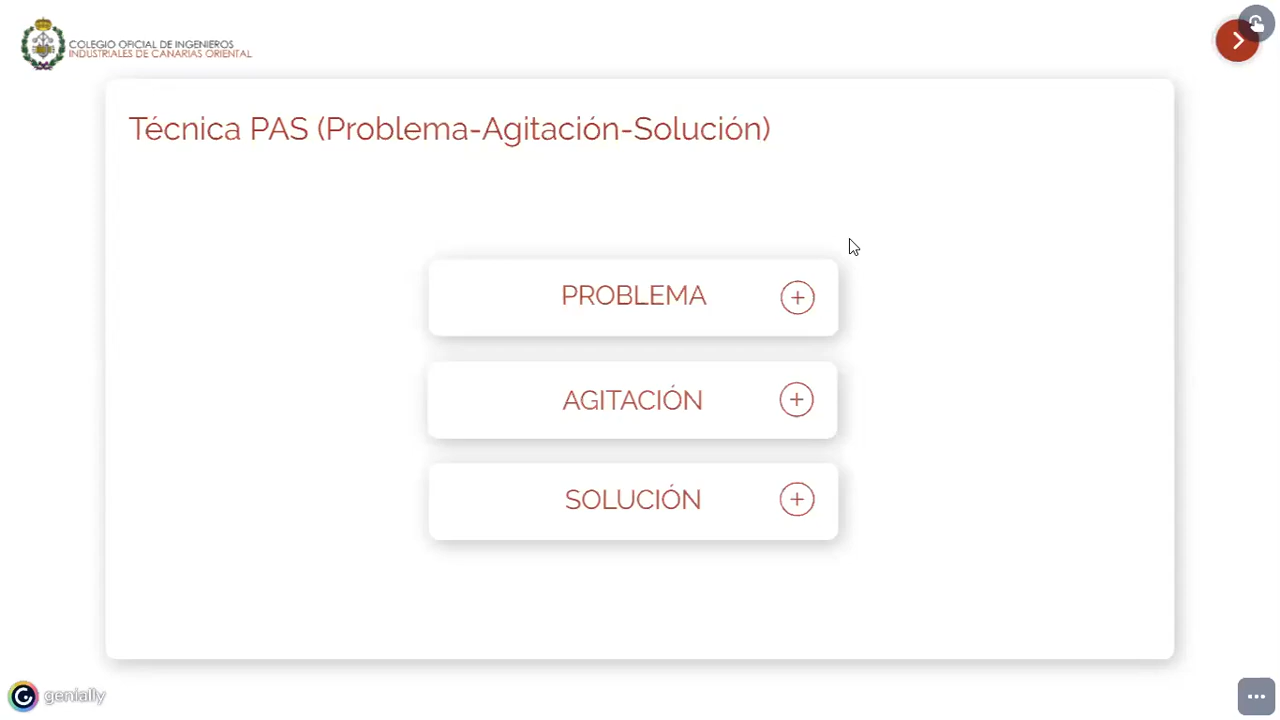 COLEGIO OFICIAL DE INGENIEROS
INDUSTRIALES DE CANARIAS ORIENTAL
Técnica PAS (Problema-Agitación-Solución)
PROBLEMA
AGITACIÓN
SOLUCIÓN
genially